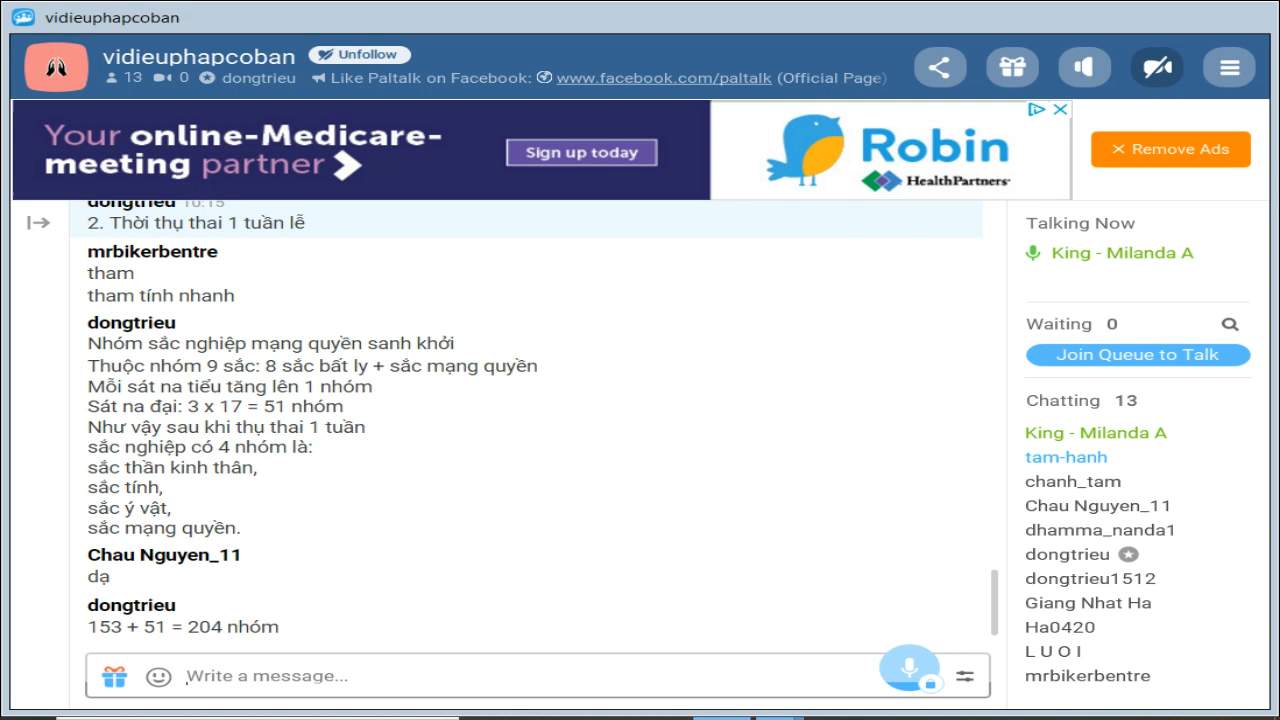 vidieuphapcoban
vidieuphapcoban Unfollow
13 0 dongtrieu Like Paltalk on Facebook: www.facebook.com/paltalk (Official Page)
Your online-Medicare-
meeting partner
Sign up today
Robin
HealthPartners
× Remove Ads
dongtrieu 10:15
2. Thời thụ thai 1 tuần lễ
mrbikerbentre
tham
tham tính nhanh
dongtrieu
Nhóm sắc nghiệp mạng quyền sanh khởi
Thuộc nhóm 9 sắc: 8 sắc bất ly + sắc mạng quyền
Mỗi sát na tiểu tăng lên 1 nhóm
Sát na đại: 3 x 17 = 51 nhóm
Như vậy sau khi thụ thai 1 tuần
sắc nghiệp có 4 nhóm là:
sắc thần kinh thân,
sắc tính,
sắc ý vật,
sắc mạng quyền.
Chau Nguyen_11
dạ
dongtrieu
153 + 51 = 204 nhóm
Write a message...
Talking Now
King - Milanda A
Waiting 0
Join Queue to Talk
Chatting 13
King - Milanda A
tam-hanh
chanh_tam
Chau Nguyen_11
dhamma_nanda1
dongtrieu
dongtrieu1512
Giang Nhat Ha
Ha0420
L U O I
mrbikerbentre